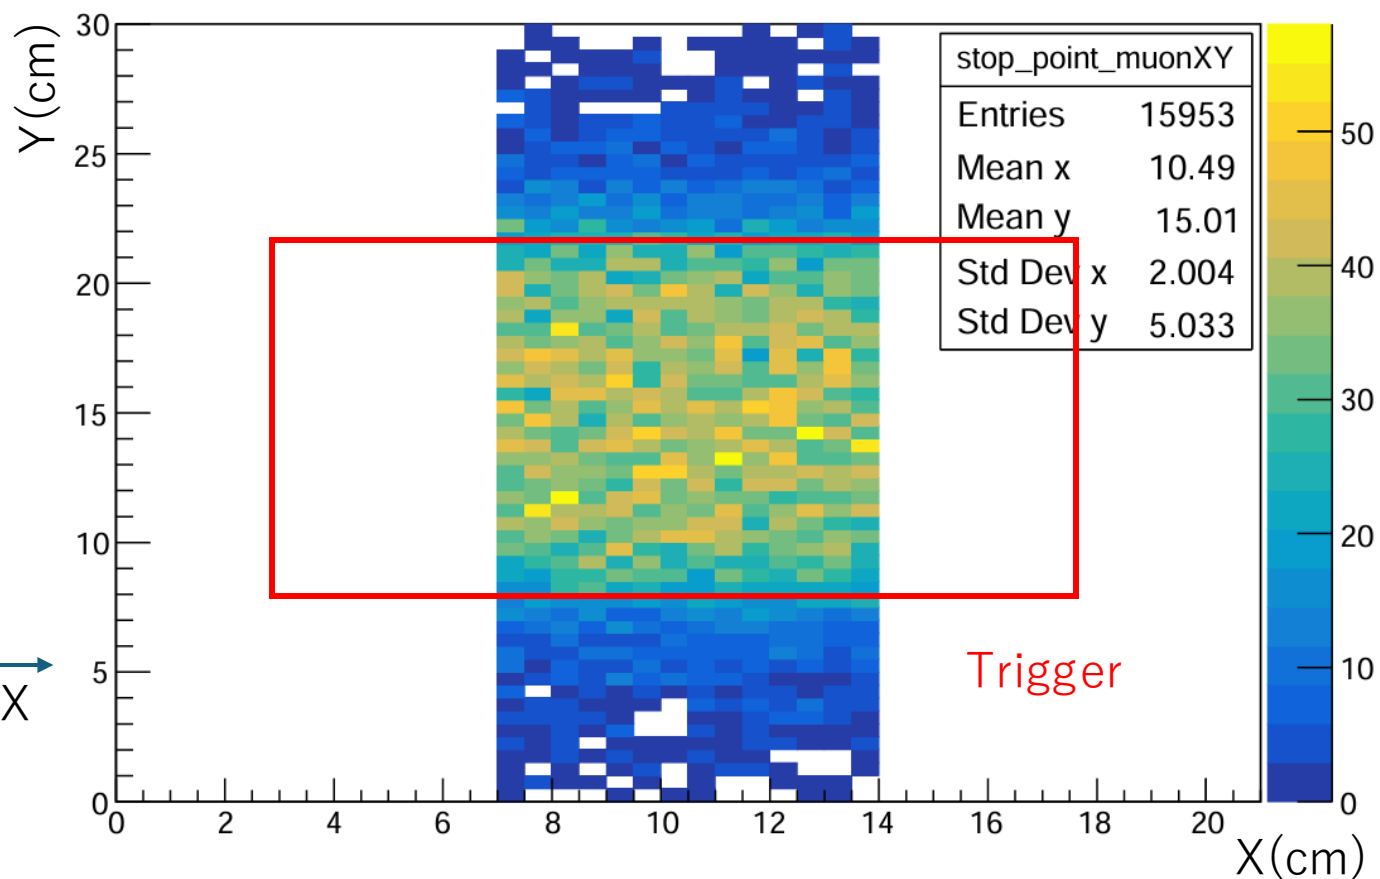 Y(cm)
30
25
20
15
10
5
0
0 2 4 6 8 10 12 14 16 18 20
X(cm)
X
stop_point_muonXY
Entries 15953
Mean x 10.49
Mean y 15.01
Std Dev x 2.004
Std Dev y 5.033
Trigger
50
40
30
20
10
0